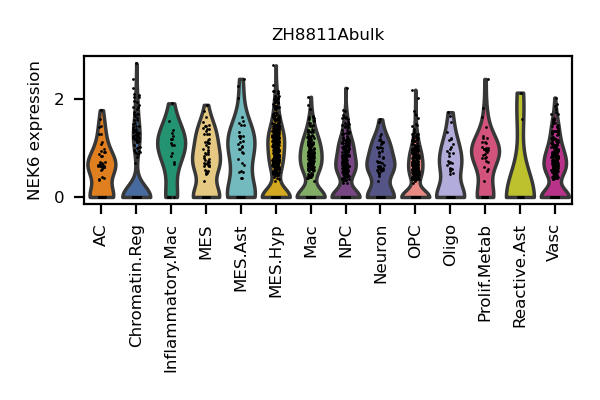 ZH8811Abulk
NEK6 expression
2
0
AC
Chromatin.Reg
Inflammatory.Mac
MES
MES.Ast
MES.Hyp
Mac
NPC
Neuron
OPC
Oligo
Prolif.Metab
Reactive.Ast
Vasc